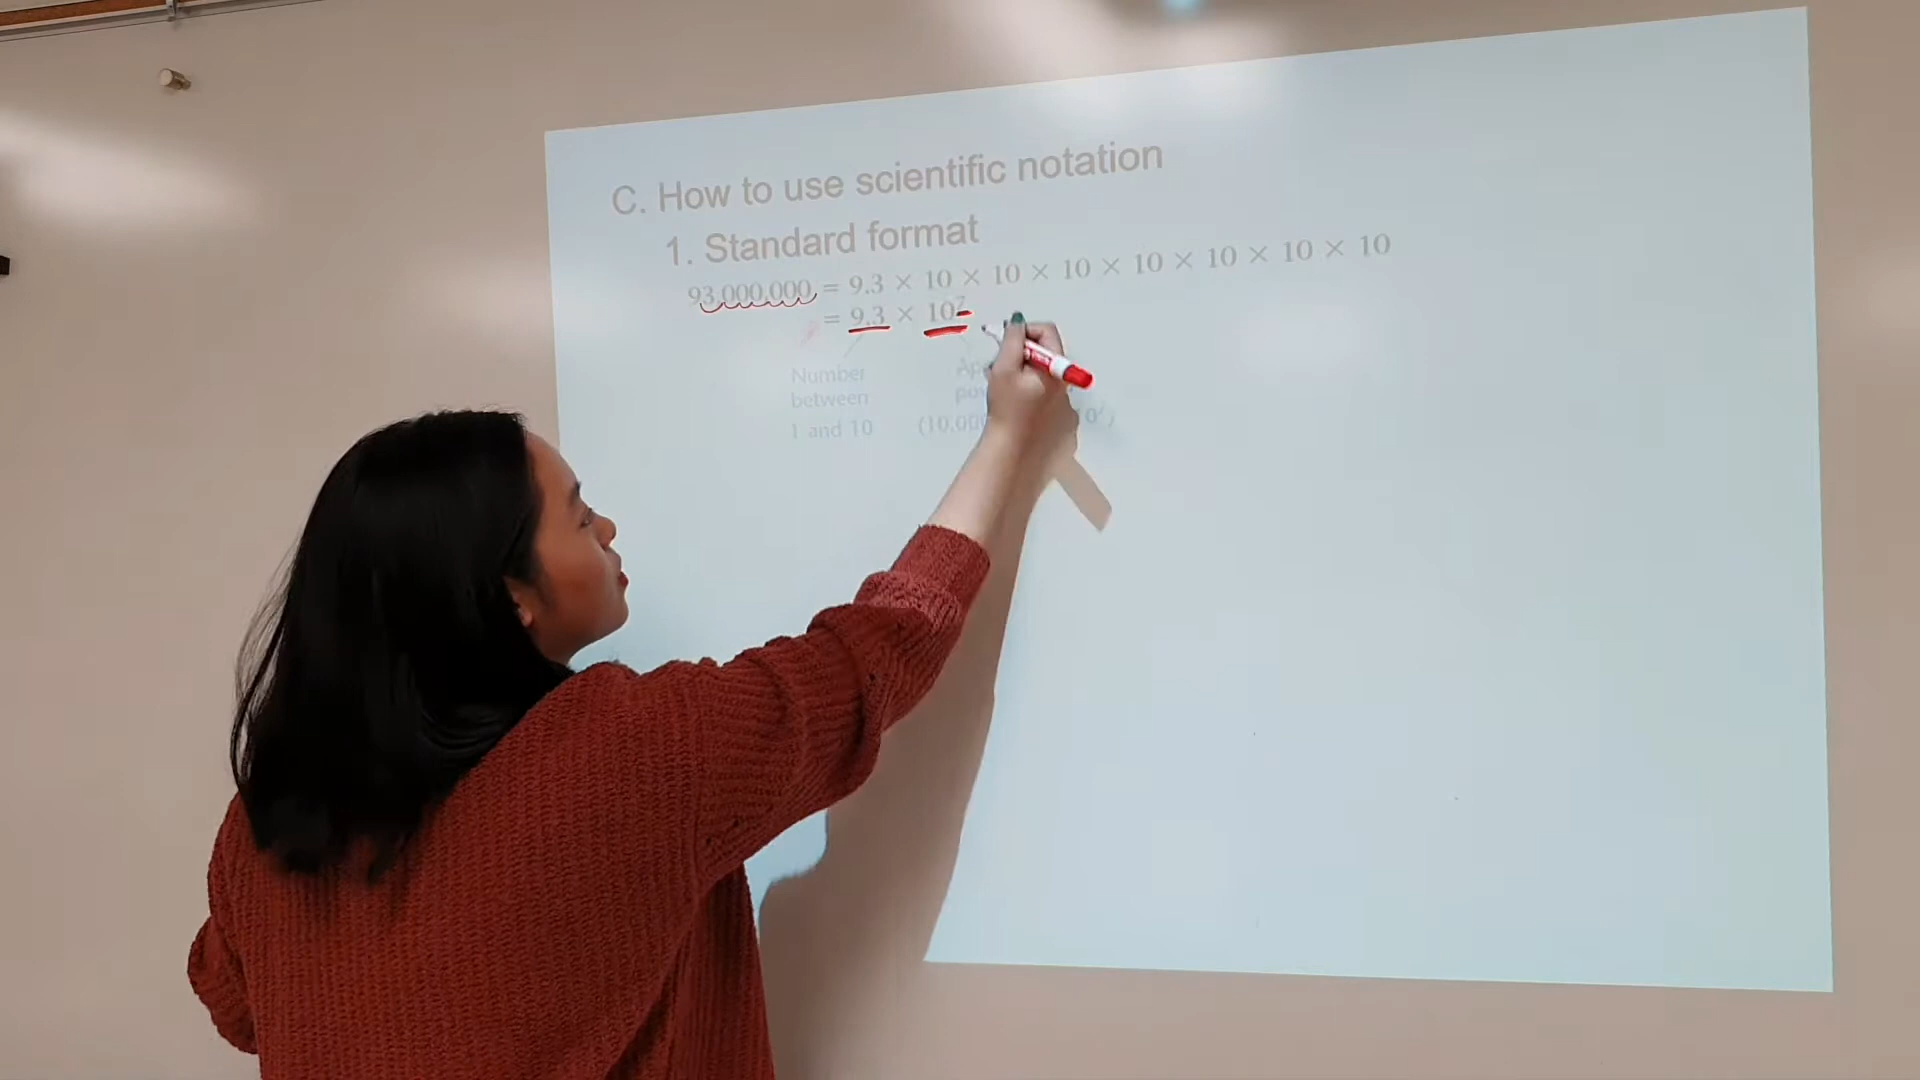 C. How to use scientific notation
1. Standard format
93,000,000 = 9.3 × 10 × 10 × 10 × 10 × 10 × 10 × 10
= 9.3 × 10⁷
Number
between
1 and 10